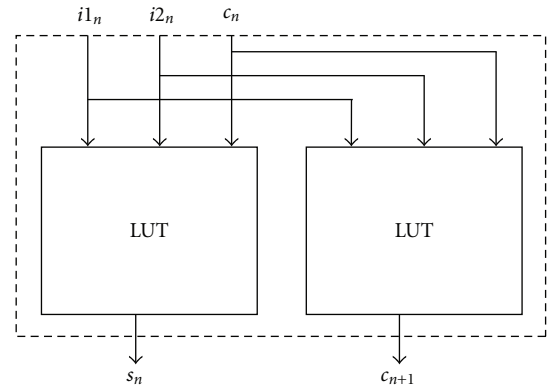 i1ₙ i2ₙ cₙ
LUT LUT
sₙ cₙ₊₁